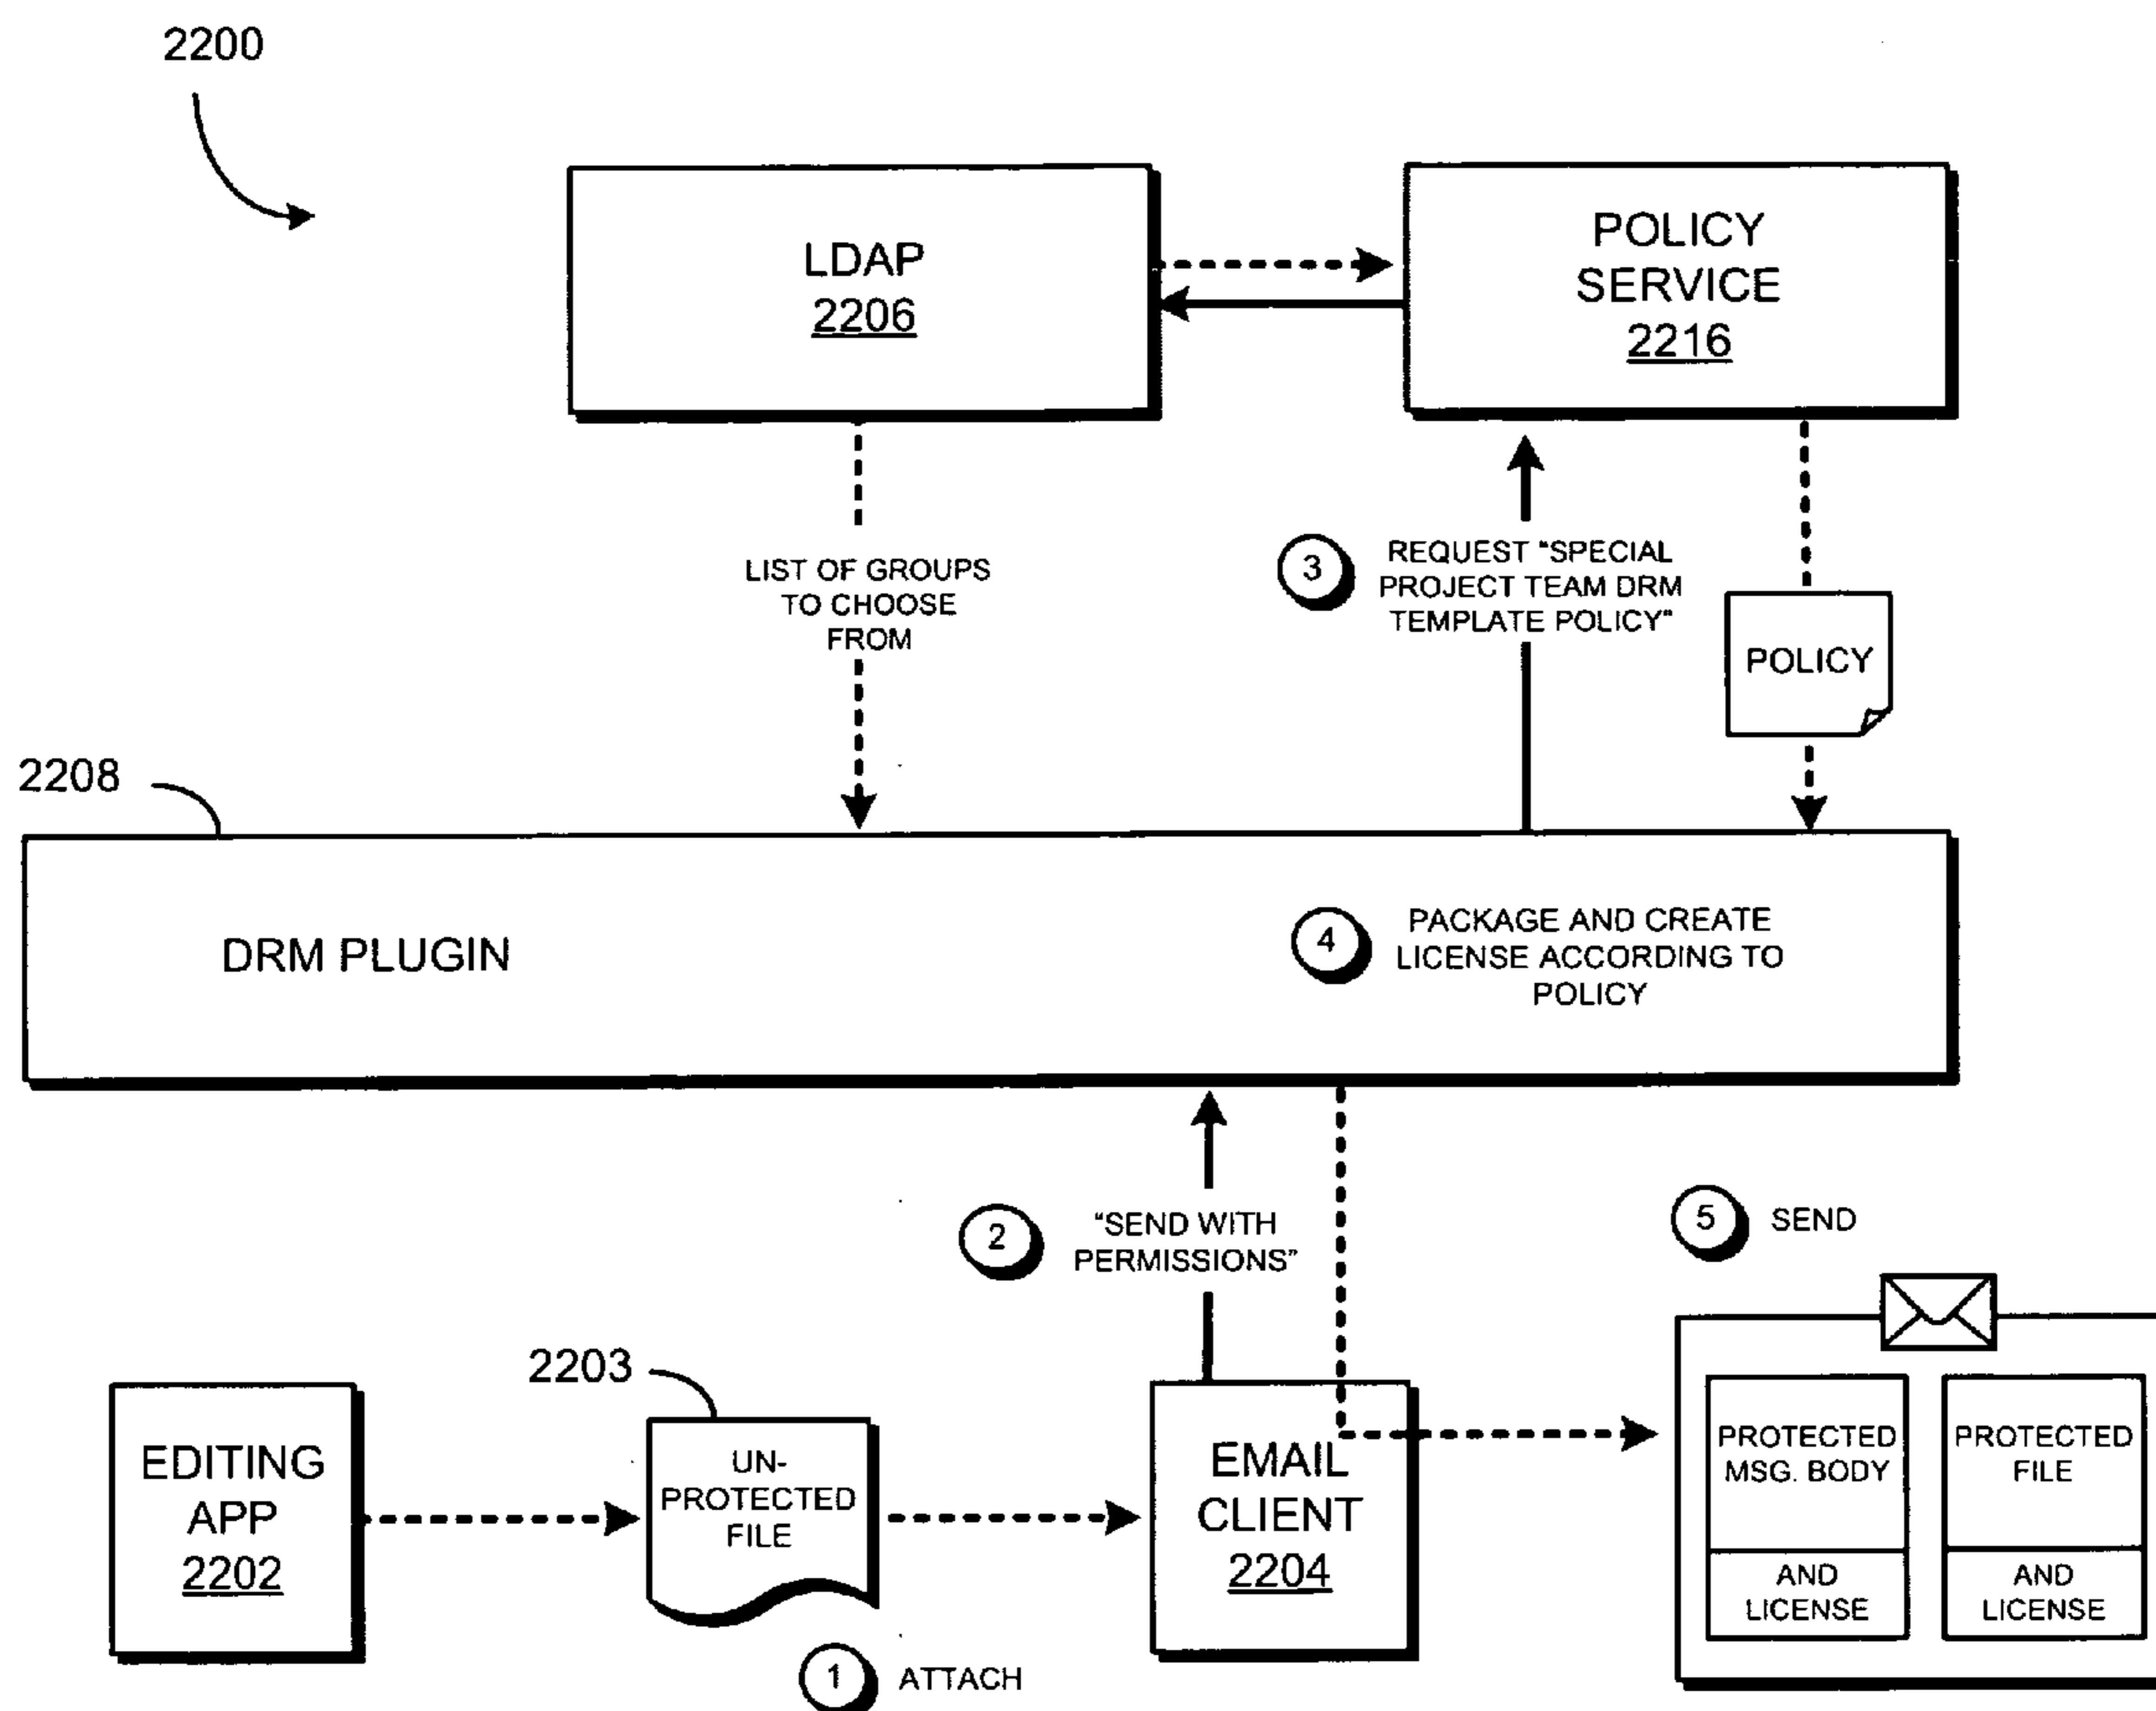 2200
LDAP
2206
POLICY
SERVICE
2216
LIST OF GROUPS
TO CHOOSE
FROM
3
REQUEST "SPECIAL
PROJECT TEAM DRM
TEMPLATE POLICY"
POLICY
2208
DRM PLUGIN
4
PACKAGE AND CREATE
LICENSE ACCORDING TO
POLICY
2
"SEND WITH
PERMISSIONS"
5
SEND
2203
EDITING
APP
2202
UN-
PROTECTED
FILE
EMAIL
CLIENT
2204
PROTECTED
MSG. BODY
AND
LICENSE
PROTECTED
FILE
AND
LICENSE
1
ATTACH